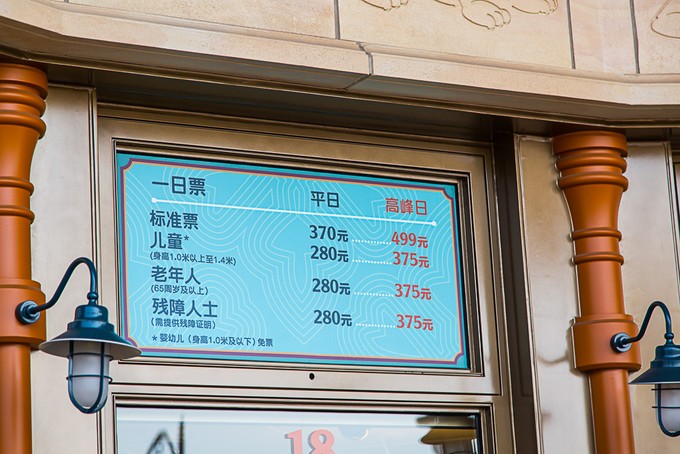 一日票 平日 高峰日
标准票 370元 ........... 499元
儿童* 280元 ........... 375元
(身高1.0米以上至1.4米)
老年人 280元 ........... 375元
(65周岁及以上)
残障人士 280元 ........... 375元
(需提供残障证明)
* 婴幼儿 (身高1.0米及以下) 免票
18